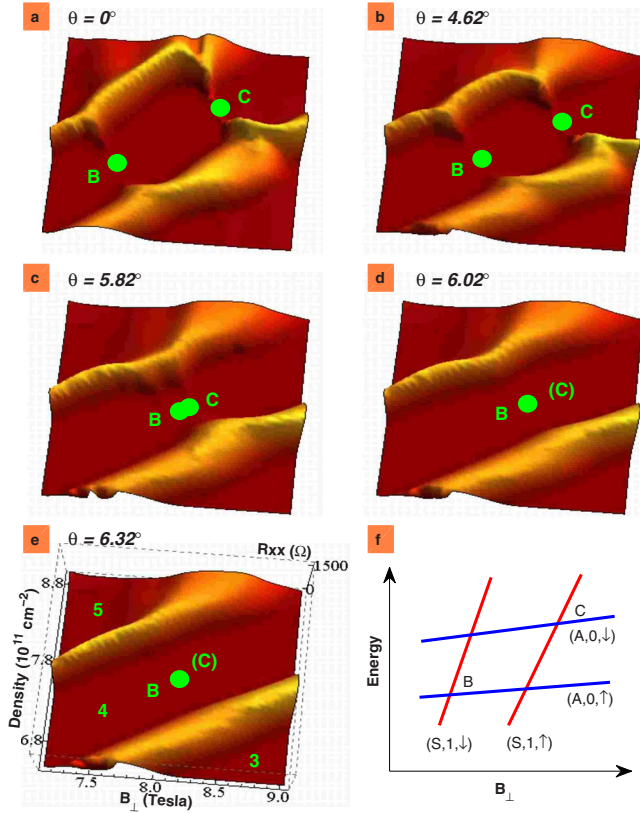 a θ = 0°
C
B
b θ = 4.62°
C
B
c θ = 5.82°
B C
d θ = 6.02°
(C)
B
e θ = 6.32°
Rxx (Ω)
1500
0
8.8
5
7.8
(C)
B
4
6.8
3
7.5
8.0
8.5
9.0
Density (10¹¹ cm⁻²)
B⊥ (Tesla)
f
Energy
C
(A,0,↓)
B
(A,0,↑)
(S,1,↓) (S,1,↑)
B⊥